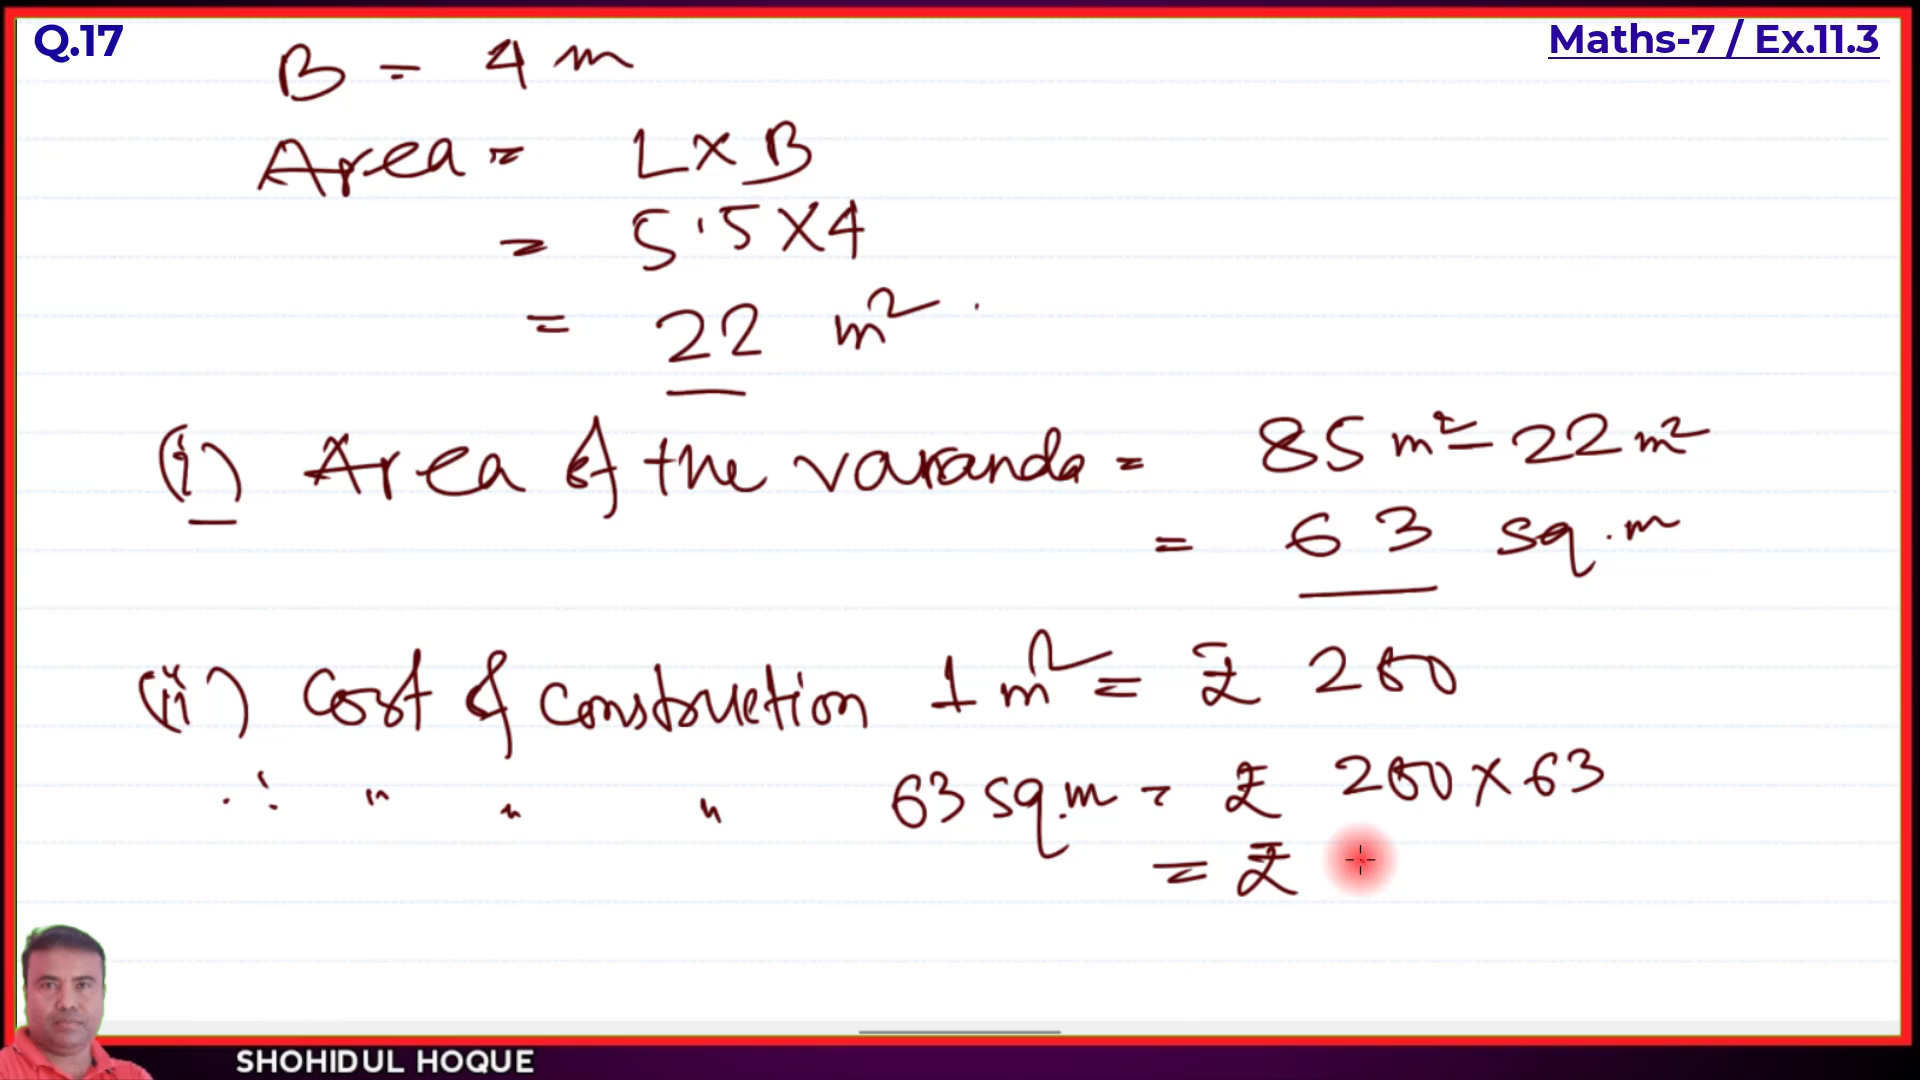 Q.17
Maths-7 / Ex.11.3
B = 4 m
Area = L × B
= 5.5 × 4
= 22 m².
(i) Area of the varanda = 85 m² - 22 m²
= 63 sq.m
(ii) Cost of construction 1 m² = ₹ 200
∴ " " " 63 sq.m = ₹ 200 × 63
= ₹
SHOHIDUL HOQUE